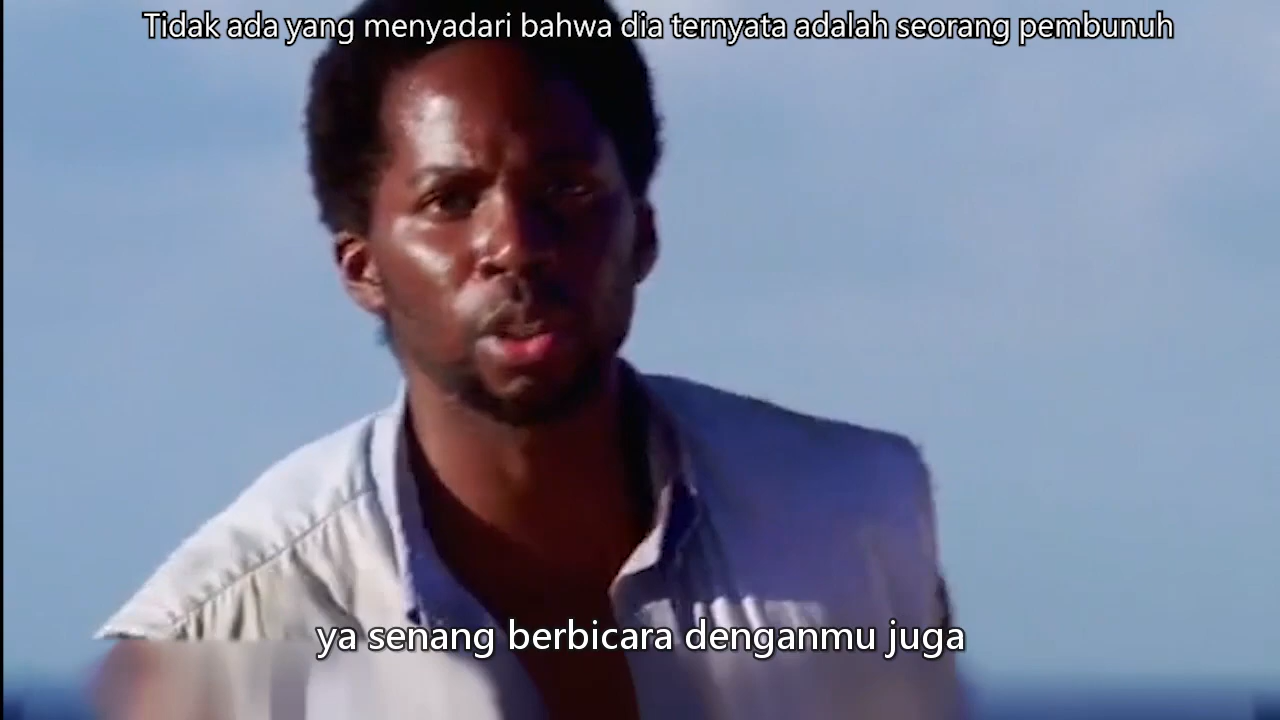 Tidak ada yang menyadari bahwa dia ternyata adalah seorang pembunuh
ya senang berbicara denganmu juga